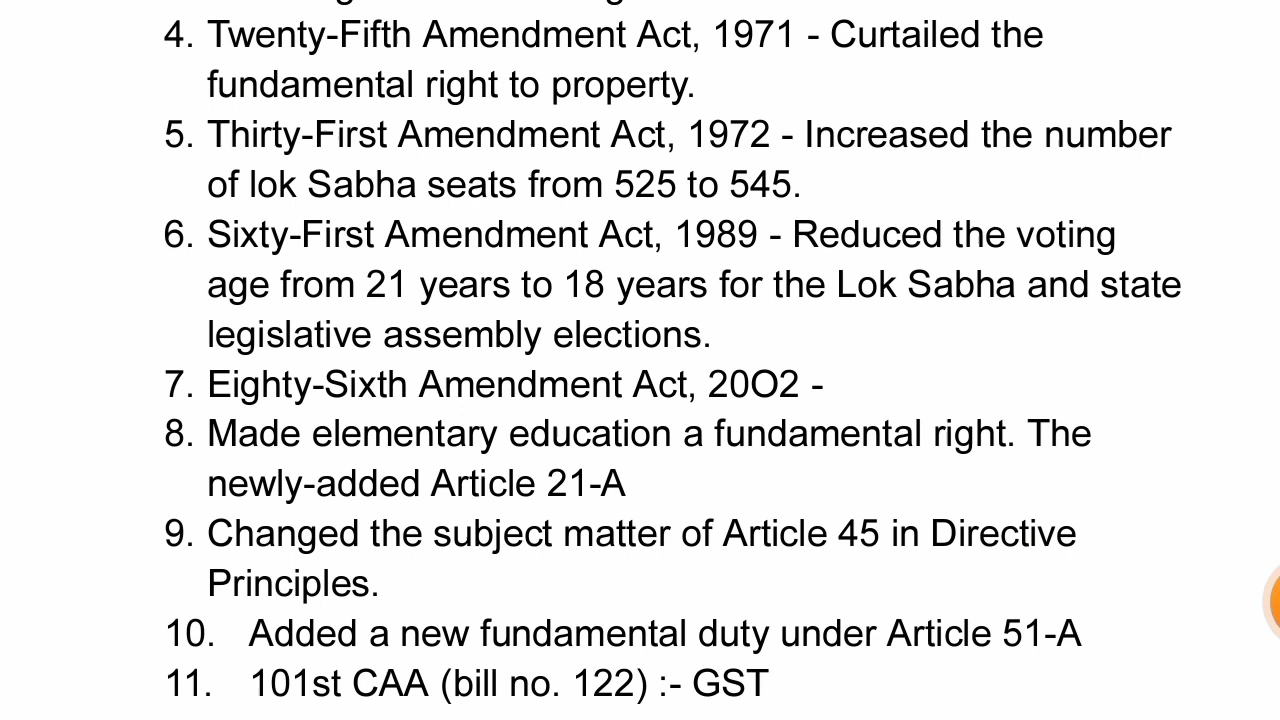 4. Twenty-Fifth Amendment Act, 1971 - Curtailed the
fundamental right to property.
5. Thirty-First Amendment Act, 1972 - Increased the number
of lok Sabha seats from 525 to 545.
6. Sixty-First Amendment Act, 1989 - Reduced the voting
age from 21 years to 18 years for the Lok Sabha and state
legislative assembly elections.
7. Eighty-Sixth Amendment Act, 20O2 -
8. Made elementary education a fundamental right. The
newly-added Article 21-A
9. Changed the subject matter of Article 45 in Directive
Principles.
10. Added a new fundamental duty under Article 51-A
11. 101st CAA (bill no. 122) :- GST